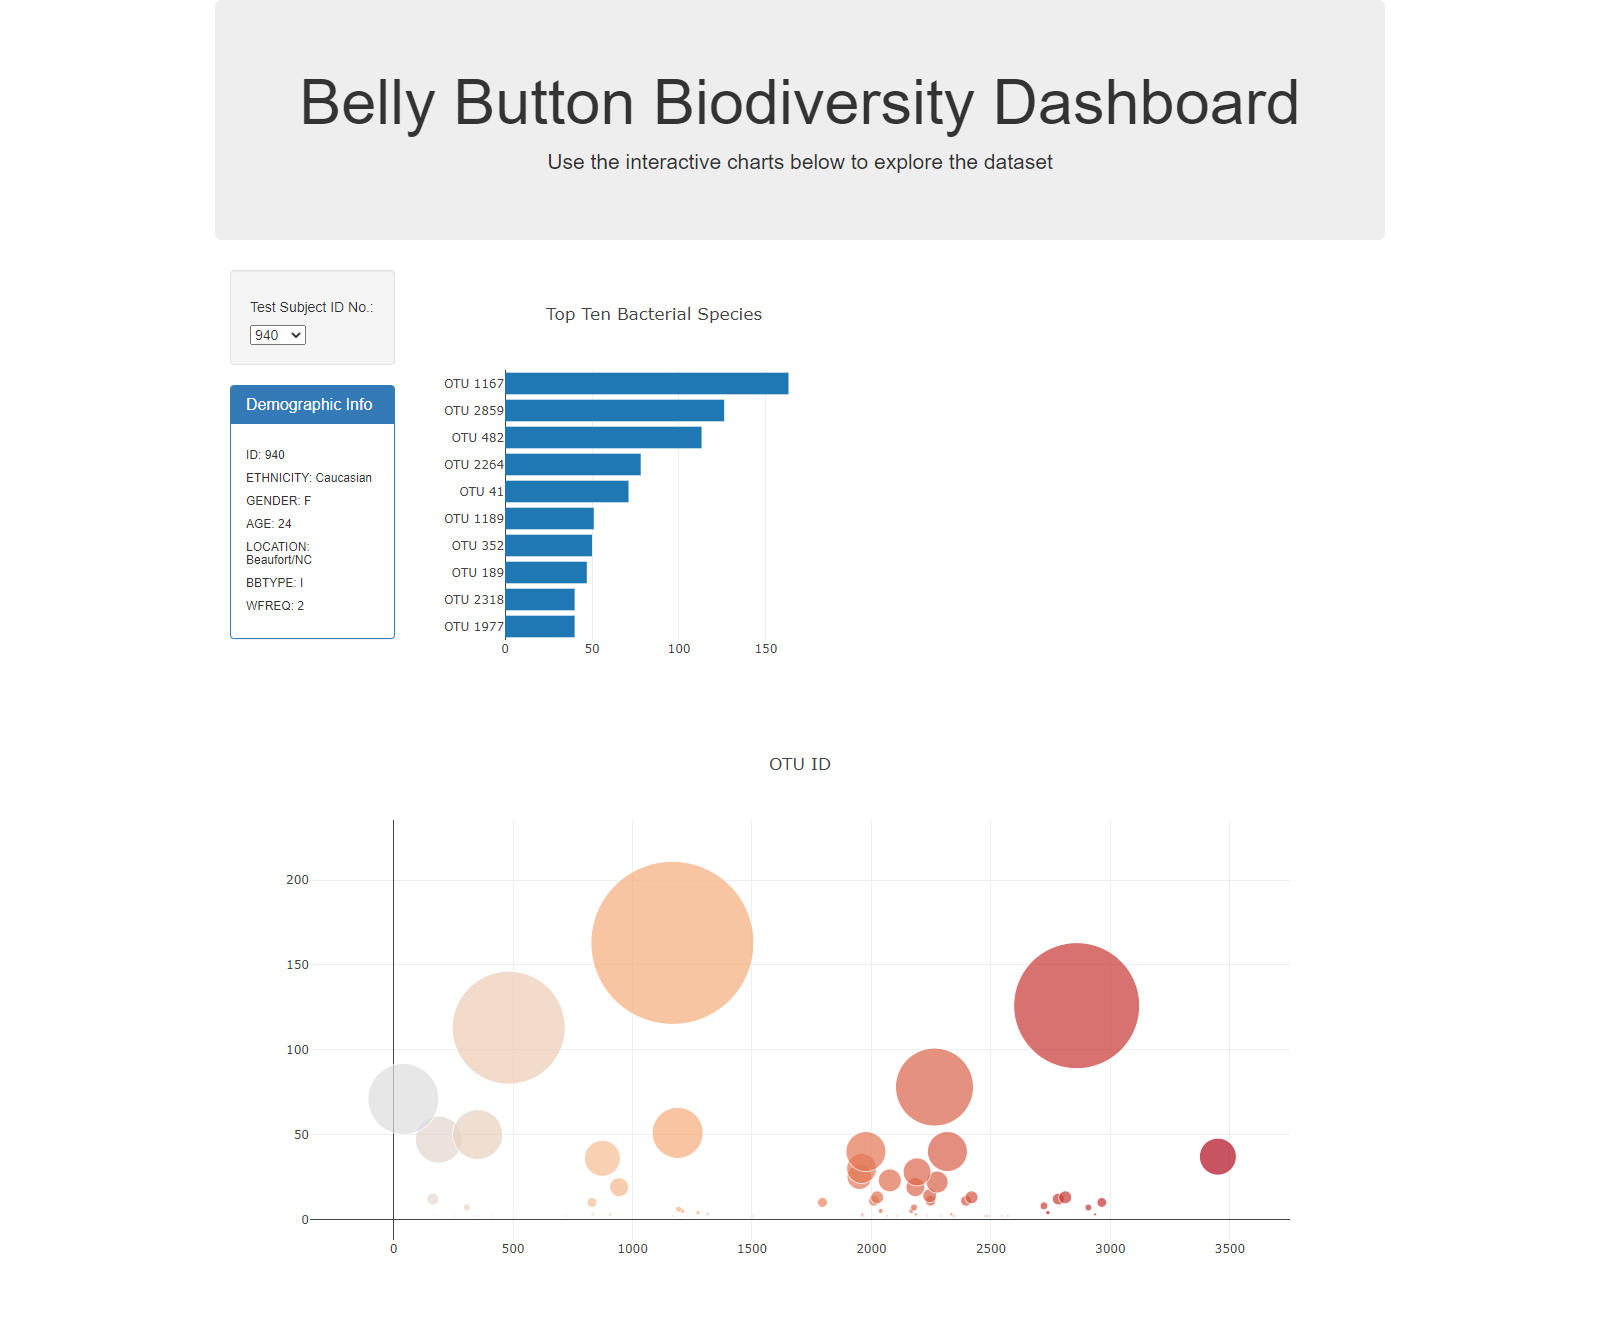 Belly Button Biodiversity Dashboard
Use the interactive charts below to explore the dataset
Test Subject ID No.:
940
Demographic Info
ID: 940
ETHNICITY: Caucasian
GENDER: F
AGE: 24
LOCATION:
Beaufort/NC
BBTYPE: I
WFREQ: 2
Top Ten Bacterial Species
OTU 1167
OTU 2859
OTU 482
OTU 2264
OTU 41
OTU 1189
OTU 352
OTU 189
OTU 2318
OTU 1977
0 50 100 150
OTU ID
200
150
100
50
0
0 500 1000 1500 2000 2500 3000 3500